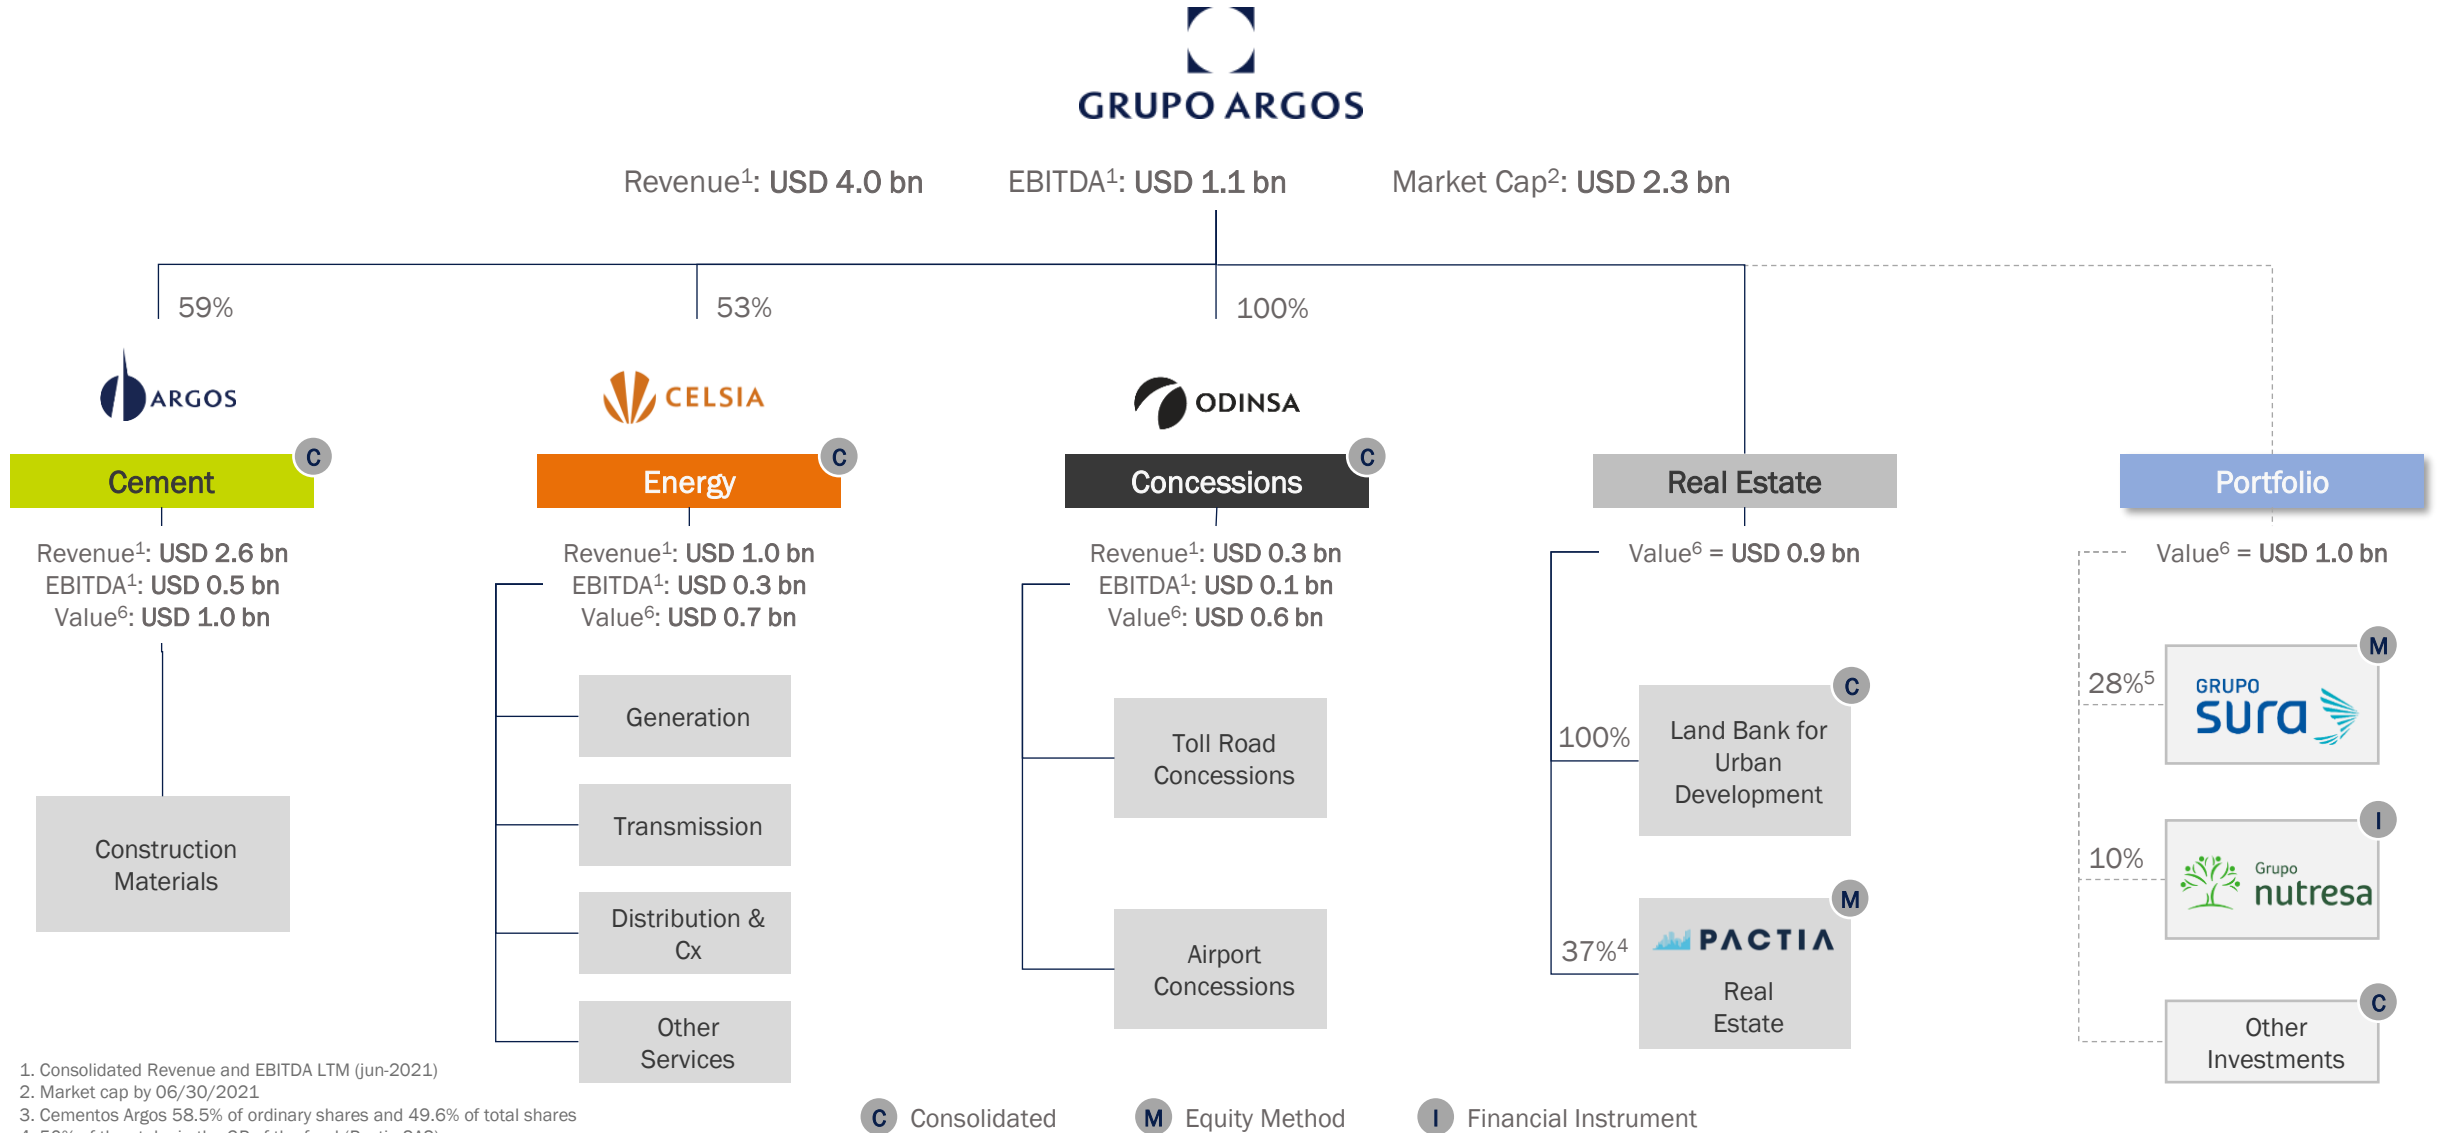 GRUPO ARGOS
Revenue¹: USD 4.0 bn
EBITDA¹: USD 1.1 bn
Market Cap²: USD 2.3 bn
59%
53%
100%
ARGOS
CELSIA
ODINSA
C
C
C
Cement
Energy
Concessions
Real Estate
Portfolio
Revenue¹: USD 2.6 bn
EBITDA¹: USD 0.5 bn
Value⁶: USD 1.0 bn
Construction
Materials
Revenue¹: USD 1.0 bn
EBITDA¹: USD 0.3 bn
Value⁶: USD 0.7 bn
Generation
Transmission
Distribution &
Cx
Other
Services
Revenue¹: USD 0.3 bn
EBITDA¹: USD 0.1 bn
Value⁶: USD 0.6 bn
Toll Road
Concessions
Airport
Concessions
Value⁶ = USD 0.9 bn
C
100%
Land Bank for
Urban
Development
M
37%⁴
PACTIA
Real
Estate
Value⁶ = USD 1.0 bn
M
28%⁵
GRUPO
sura
I
10%
Grupo
nutresa
C
Other
Investments
1. Consolidated Revenue and EBITDA LTM (jun-2021)
2. Market cap by 06/30/2021
3. Cementos Argos 58.5% of ordinary shares and 49.6% of total shares
C Consolidated
M Equity Method
I Financial Instrument